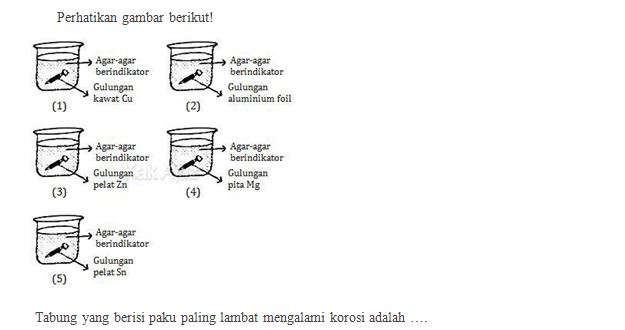 Perhatikan gambar berikut!
Agar-agar
berindikator
Gulungan
kawat Cu
(1)
Agar-agar
berindikator
Gulungan
aluminium foil
(2)
Agar-agar
berindikator
Gulungan
pelat Zn
(3)
Agar-agar
berindikator
Gulungan
pita Mg
(4)
Agar-agar
berindikator
Gulungan
pelat Sn
(5)
Tabung yang berisi paku paling lambat mengalami korosi adalah ....